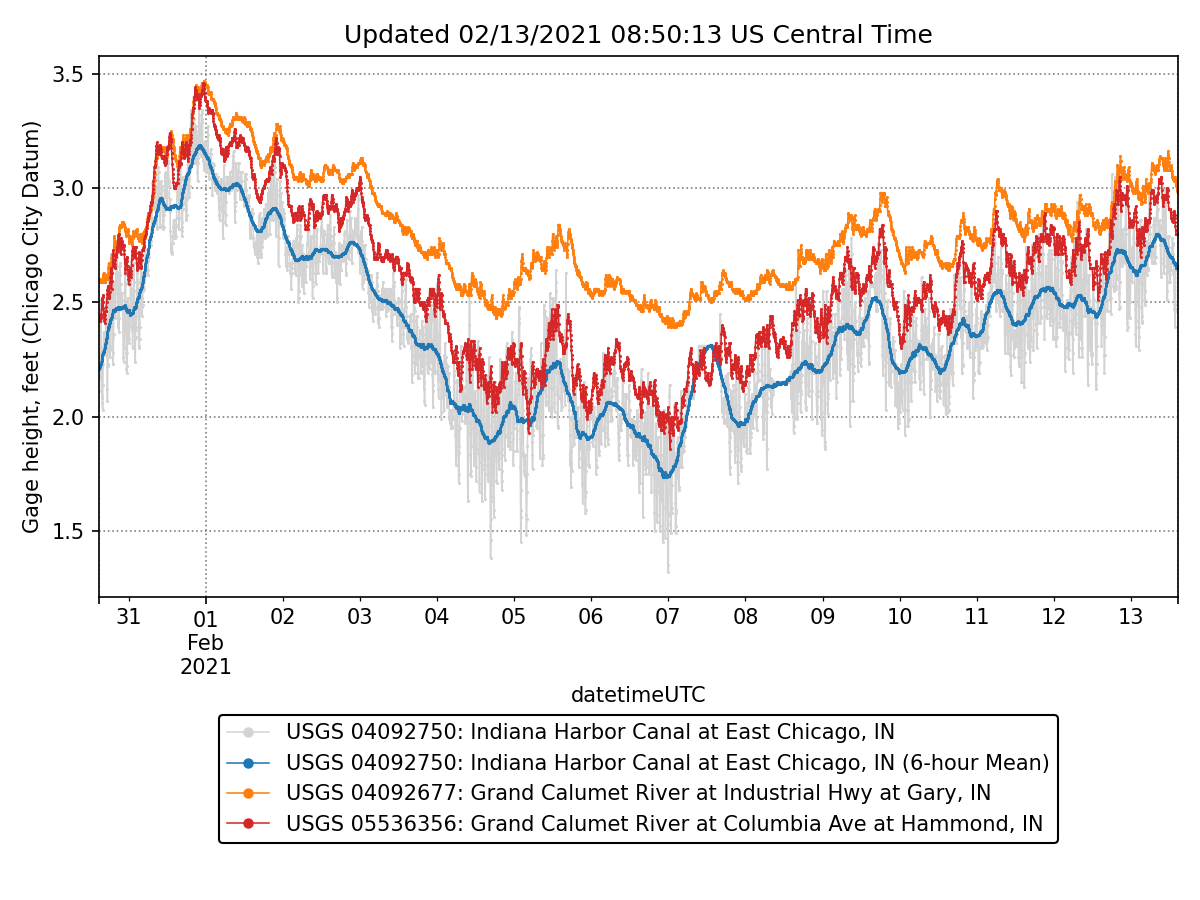 Updated 02/13/2021 08:50:13 US Central Time
Gage height, feet (Chicago City Datum)
3.5
3.0
2.5
2.0
1.5
31
01
Feb
2021
02
03
04
05
06
07
08
09
10
11
12
13
datetimeUTC
USGS 04092750: Indiana Harbor Canal at East Chicago, IN
USGS 04092750: Indiana Harbor Canal at East Chicago, IN (6-hour Mean)
USGS 04092677: Grand Calumet River at Industrial Hwy at Gary, IN
USGS 05536356: Grand Calumet River at Columbia Ave at Hammond, IN